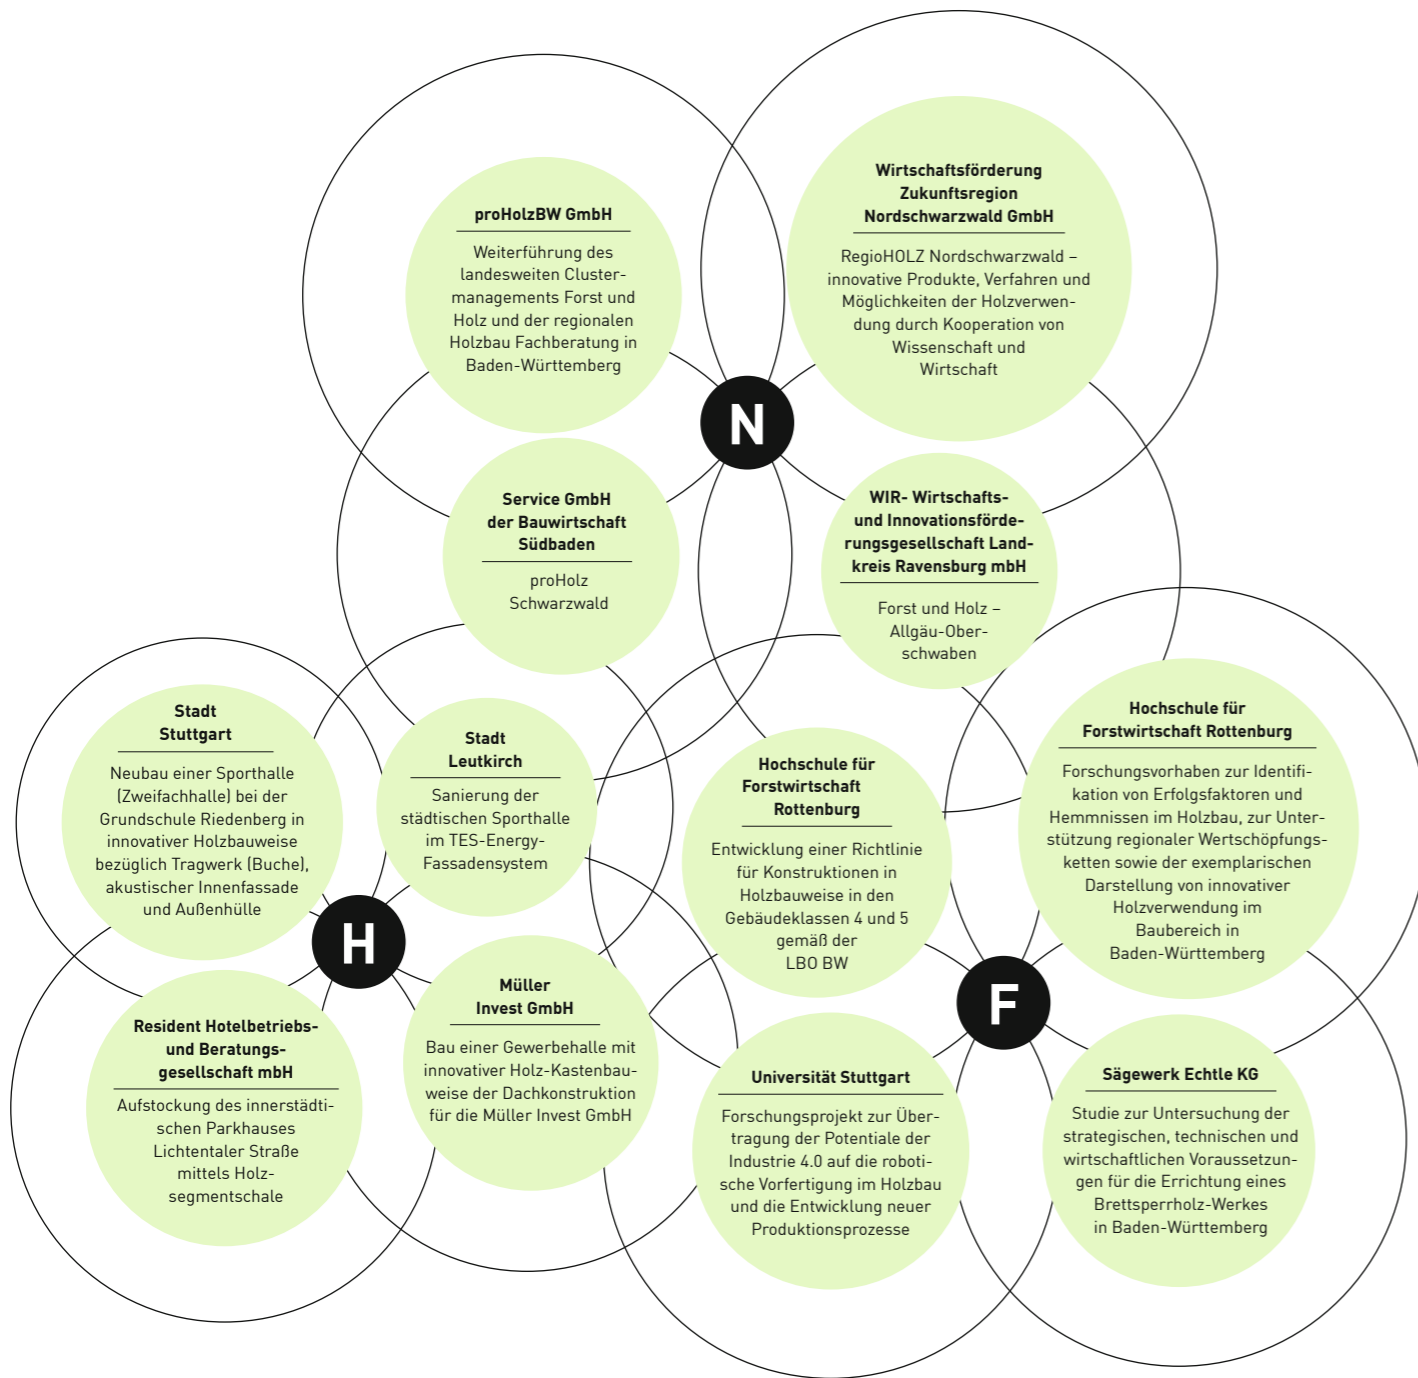 proHolzBW GmbH
Weiterführung des
landesweiten Cluster-
managements Forst und
Holz und der regionalen
Holzbau Fachberatung in
Baden-Württemberg
Wirtschaftsförderung
Zukunftsregion
Nordschwarzwald GmbH
RegioHOLZ Nordschwarzwald –
innovative Produkte, Verfahren und
Möglichkeiten der Holzverwen-
dung durch Kooperation von
Wissenschaft und
Wirtschaft
N
Service GmbH
der Bauwirtschaft
Südbaden
proHolz
Schwarzwald
WIR- Wirtschafts-
und Innovationsförde-
rungsgesellschaft Land-
kreis Ravensburg mbH
Forst und Holz –
Allgäu-Ober-
schwaben
Stadt
Stuttgart
Neubau einer Sporthalle
(Zweifachhalle) bei der
Grundschule Riedenberg in
innovativer Holzbauweise
bezüglich Tragwerk (Buche),
akustischer Innenfassade
und Außenhülle
Stadt
Leutkirch
Sanierung der
städtischen Sporthalle
im TES-Energy-
Fassadensystem
H
Resident Hotelbetriebs-
und Beratungs-
gesellschaft mbH
Aufstockung des innerstädti-
schen Parkhauses
Lichtentaler Straße
mittels Holz-
segmentschale
Müller
Invest GmbH
Bau einer Gewerbehalle mit
innovativer Holz-Kastenbau-
weise der Dachkonstruktion
für die Müller Invest GmbH
Hochschule für
Forstwirtschaft
Rottenburg
Entwicklung einer Richtlinie
für Konstruktionen in
Holzbauweise in den
Gebäudeklassen 4 und 5
gemäß der
LBO BW
Hochschule für
Forstwirtschaft Rottenburg
Forschungsvorhaben zur Identifi-
kation von Erfolgsfaktoren und
Hemmnissen im Holzbau, zur Unter-
stützung regionaler Wertschöpfungs-
ketten sowie der exemplarischen
Darstellung von innovativer
Holzverwendung im
Baubereich in
Baden-Württemberg
F
Universität Stuttgart
Forschungsprojekt zur Über-
tragung der Potentiale der
Industrie 4.0 auf die roboti-
sche Vorfertigung im Holzbau
und die Entwicklung neuer
Produktionsprozesse
Sägewerk Echtle KG
Studie zur Untersuchung der
strategischen, technischen und
wirtschaftlichen Voraussetzun-
gen für die Errichtung eines
Brettsperrholz-Werkes
in Baden-Württemberg